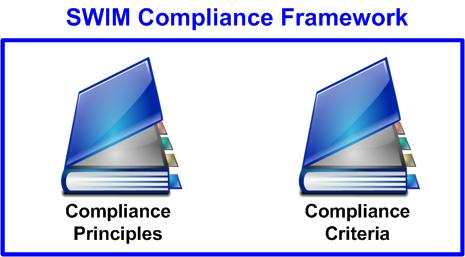 SWIM Compliance Framework
Compliance
Principles
Compliance
Criteria